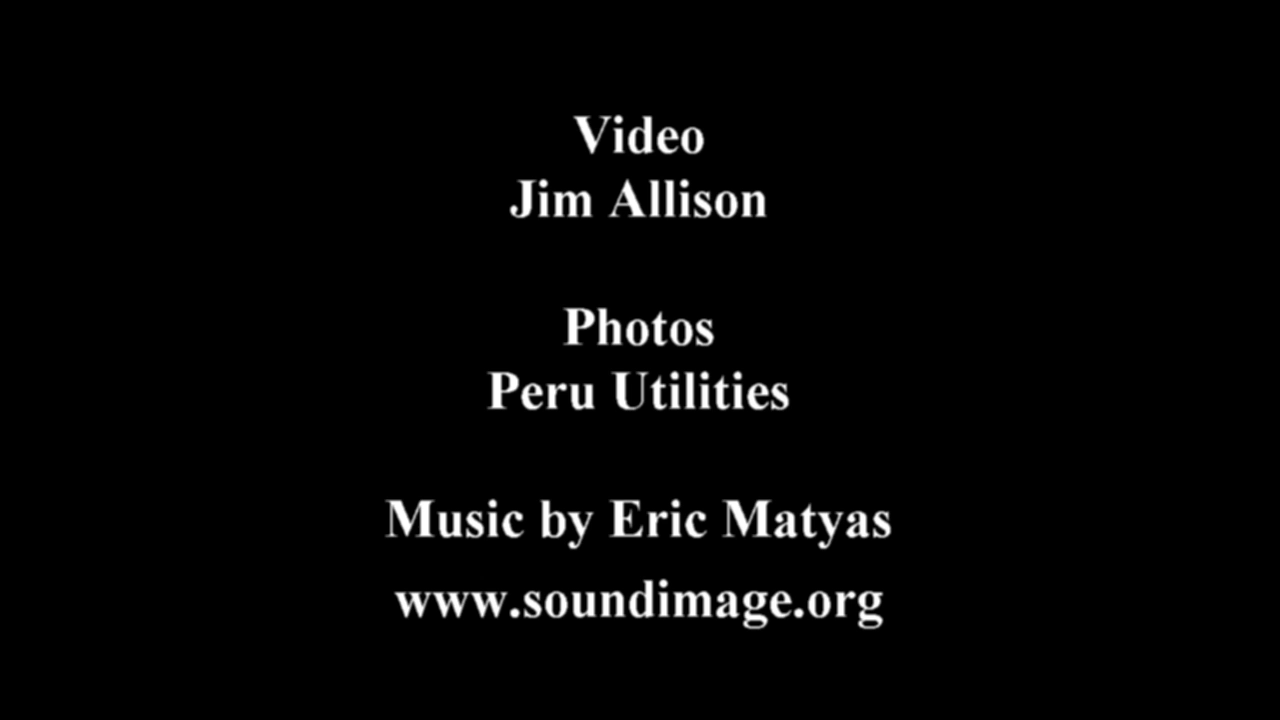 Video
Jim Allison
Photos
Peru Utilities
Music by Eric Matyas
www.soundimage.org